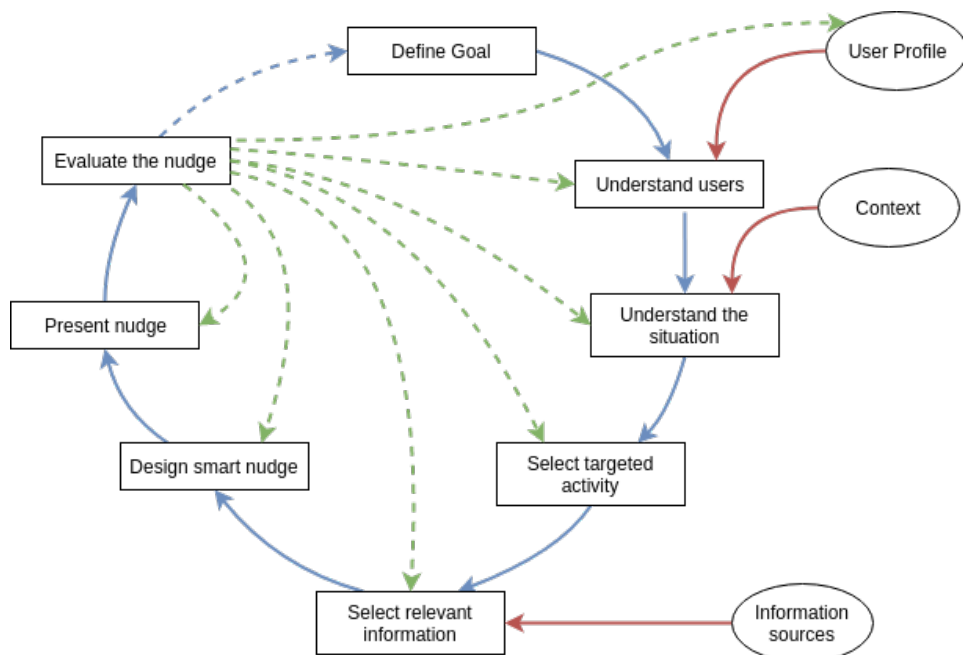 Define Goal
User Profile
Evaluate the nudge
Understand users
Context
Present nudge
Understand the
situation
Design smart nudge
Select targeted
activity
Select relevant
information
Information
sources